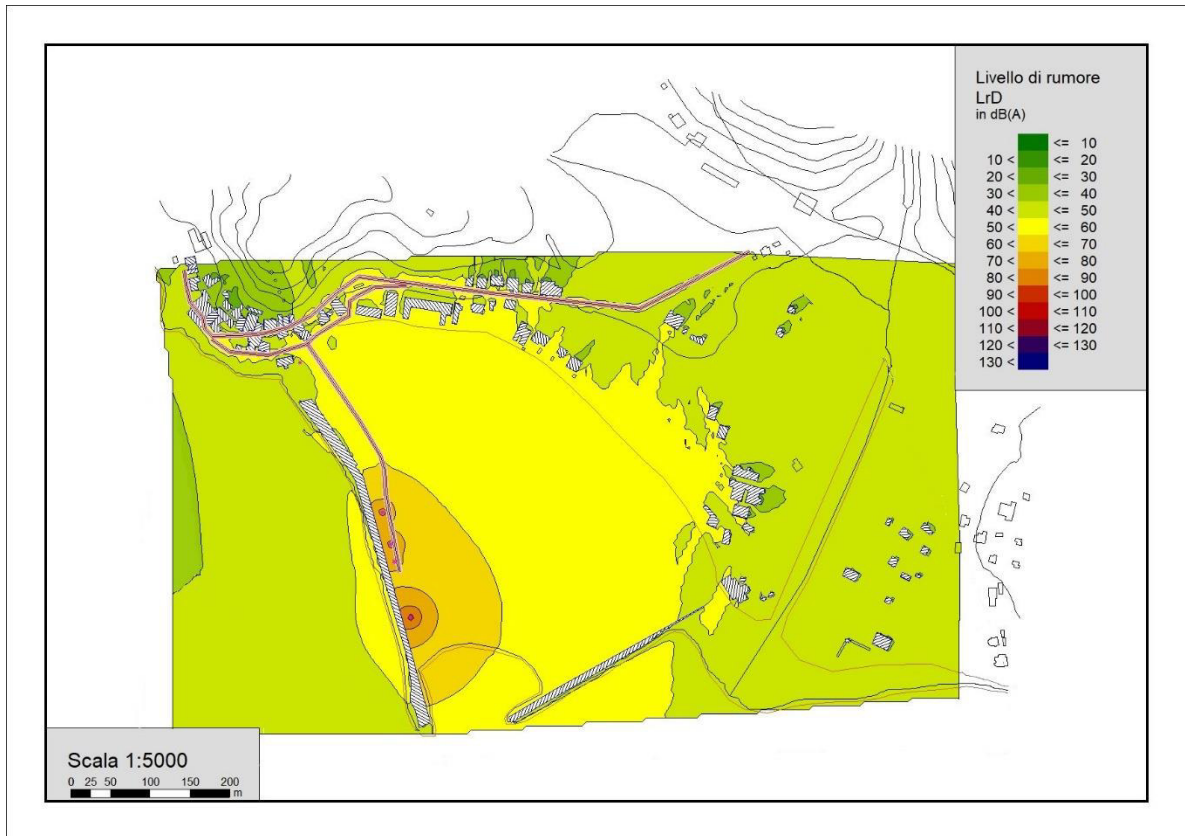 Livello di rumore
LrD
in dB(A)
<= 10
10 < <= 20
20 < <= 30
30 < <= 40
40 < <= 50
50 < <= 60
60 < <= 70
70 < <= 80
80 < <= 90
90 < <= 100
100 < <= 110
110 < <= 120
120 < <= 130
130 <
Scala 1:5000
0 25 50 100 150 200
m